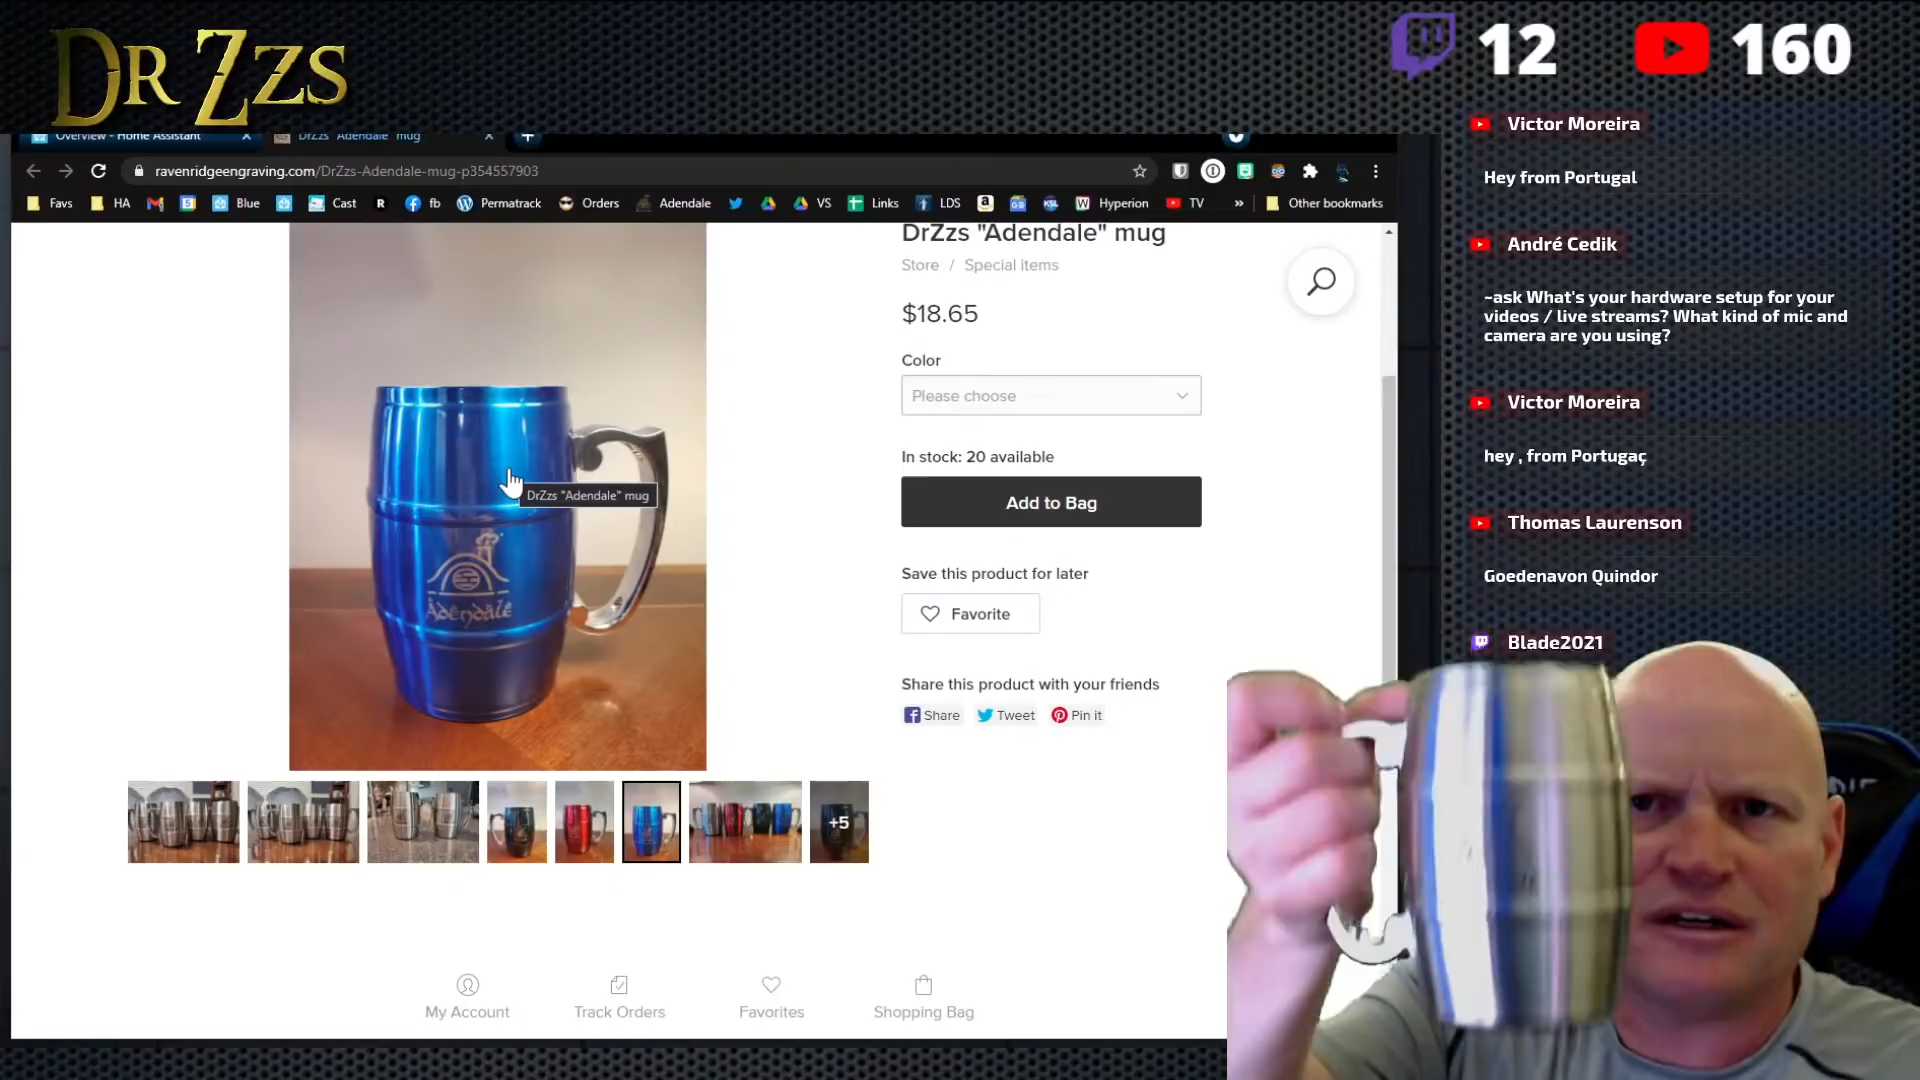 DR ZZS
12
160
Overview - Home Assistant
DrZzs "Adendale" mug
ravenridgeengraving.com/DrZzs-Adendale-mug-p354557903
Favs
HA
Blue
Cast
R
fb
Permatrack
Orders
Adendale
VS
Links
LDS
Hyperion
TV
»
Other bookmarks
DrZzs "Adendale" mug
Store / Special items
$18.65
Color
Please choose
In stock: 20 available
Add to Bag
Save this product for later
Favorite
Share this product with your friends
Share
Tweet
Pin it
DrZzs "Adendale" mug
Adendale
+5
My Account
Track Orders
Favorites
Shopping Bag
Victor Moreira
Hey from Portugal
André Cedik
~ask What's your hardware setup for your
videos / live streams? What kind of mic and
camera are you using?
Victor Moreira
hey , from Portugaç
Thomas Laurenson
Goedenavon Quindor
Blade2021